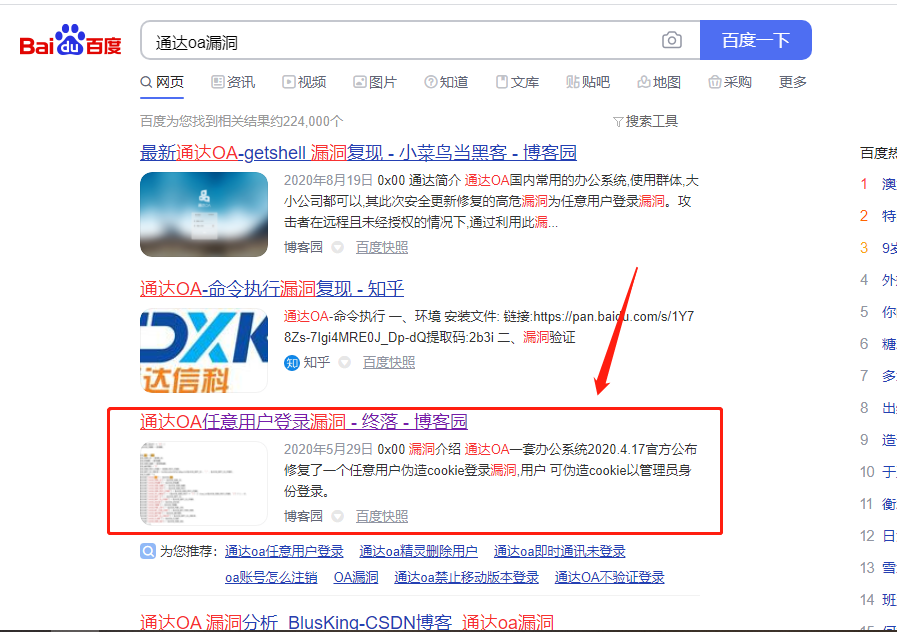 Bai du 百度
通达oa漏洞
百度一下
网页 资讯 视频 图片 知道 文库 贴吧 地图 采购 更多
百度为您找到相关结果约224,000个 搜索工具
最新通达OA-getshell 漏洞复现 - 小菜鸟当黑客 - 博客园
2020年8月19日 0x00 通达简介 通达OA国内常用的办公系统,使用群体,大
小公司都可以,其此次安全更新修复的高危漏洞为任意用户登录漏洞。攻
击者在远程且未经授权的情况下,通过利用此漏...
博客园 百度快照
通达OA-命令执行漏洞复现 - 知乎
通达OA-命令执行 一、环境 安装文件: 链接:https://pan.baidu.com/s/1Y7
8Zs-7Igi4MRE0J_Dp-dQ提取码:2b3i 二、漏洞验证
达信科
知 知乎 百度快照
通达OA任意用户登录漏洞 - 终落 - 博客园
2020年5月29日 0x00 漏洞介绍 通达OA一套办公系统2020.4.17官方公布
修复了一个任意用户伪造cookie登录漏洞,用户 可伪造cookie以管理员身
份登录。
博客园 百度快照
为您推荐: 通达oa任意用户登录 通达oa精灵删除用户 通达oa即时通讯未登录
oa账号怎么注销 OA漏洞 通达oa禁止移动版本登录 通达OA不验证登录
通达OA 漏洞分析_BlusKing-CSDN博客_通达oa漏洞
百度热
1 澳
2 特
3 9岁
4 外
5 你
6 糖
7 多
8 出
9 造
10 于
11 衡
12 日
13 雪
14 班